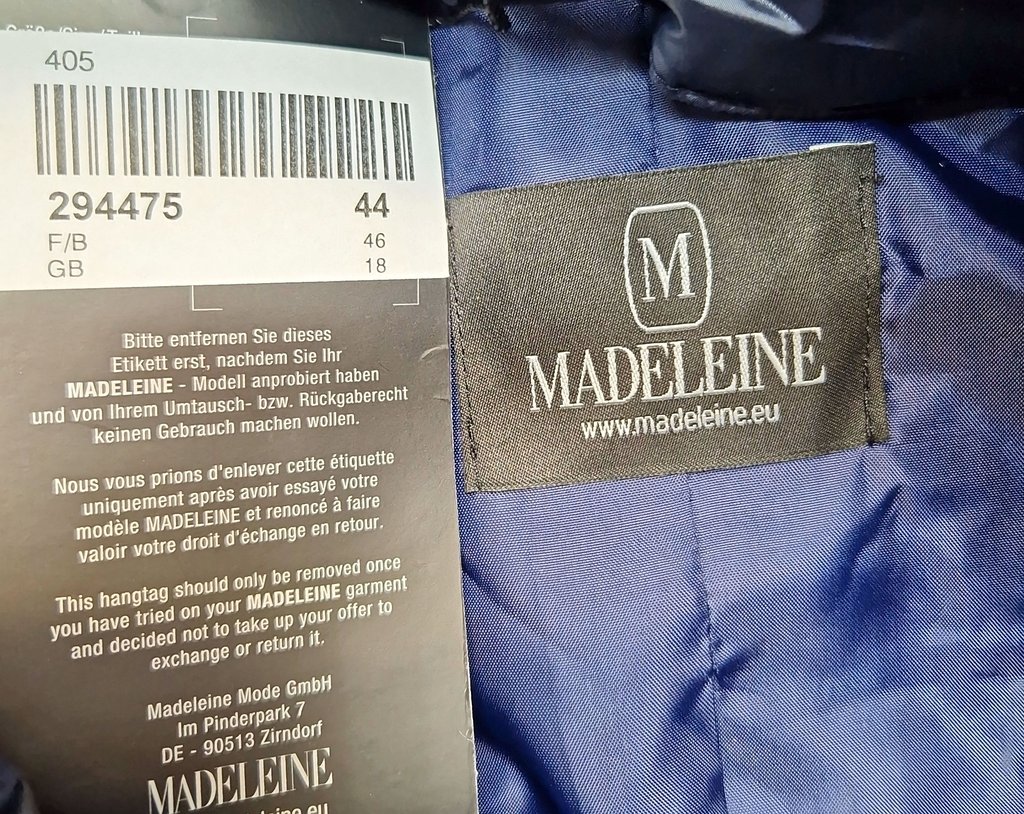 405
294475 44
F/B 46
GB 18
Bitte entfernen Sie dieses
Etikett erst, nachdem Sie Ihr
MADELEINE - Modell anprobiert haben
und von Ihrem Umtausch- bzw. Rückgaberecht
keinen Gebrauch machen wollen.
Nous vous prions d'enlever cette étiquette
uniquement après avoir essayé votre
modèle MADELEINE et renoncé à faire
valoir votre droit d'échange en retour.
This hangtag should only be removed once
you have tried on your MADELEINE garment
and decided not to take up your offer to
exchange or return it.
Madeleine Mode GmbH
Im Pinderpark 7
DE - 90513 Zirndorf
MADELEINE
M
MADELEINE
www.madeleine.eu